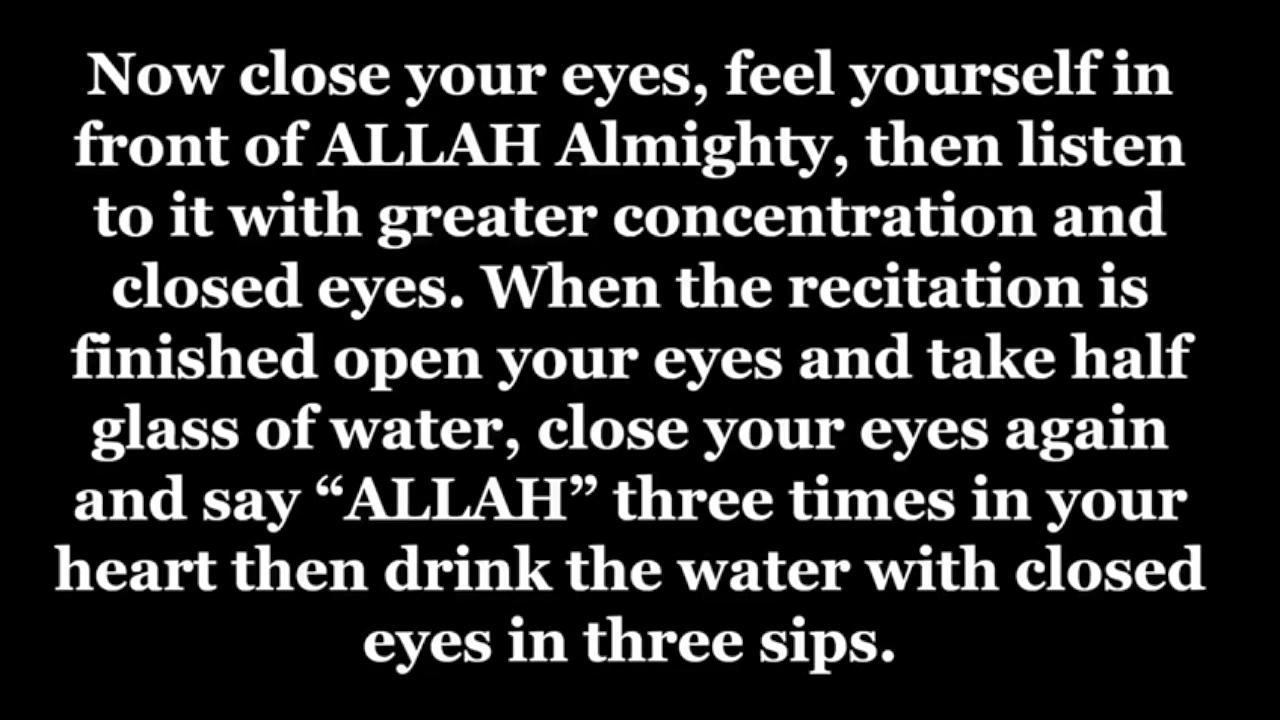 Now close your eyes, feel yourself in
front of ALLAH Almighty, then listen
to it with greater concentration and
closed eyes. When the recitation is
finished open your eyes and take half
glass of water, close your eyes again
and say “ALLAH” three times in your
heart then drink the water with closed
eyes in three sips.